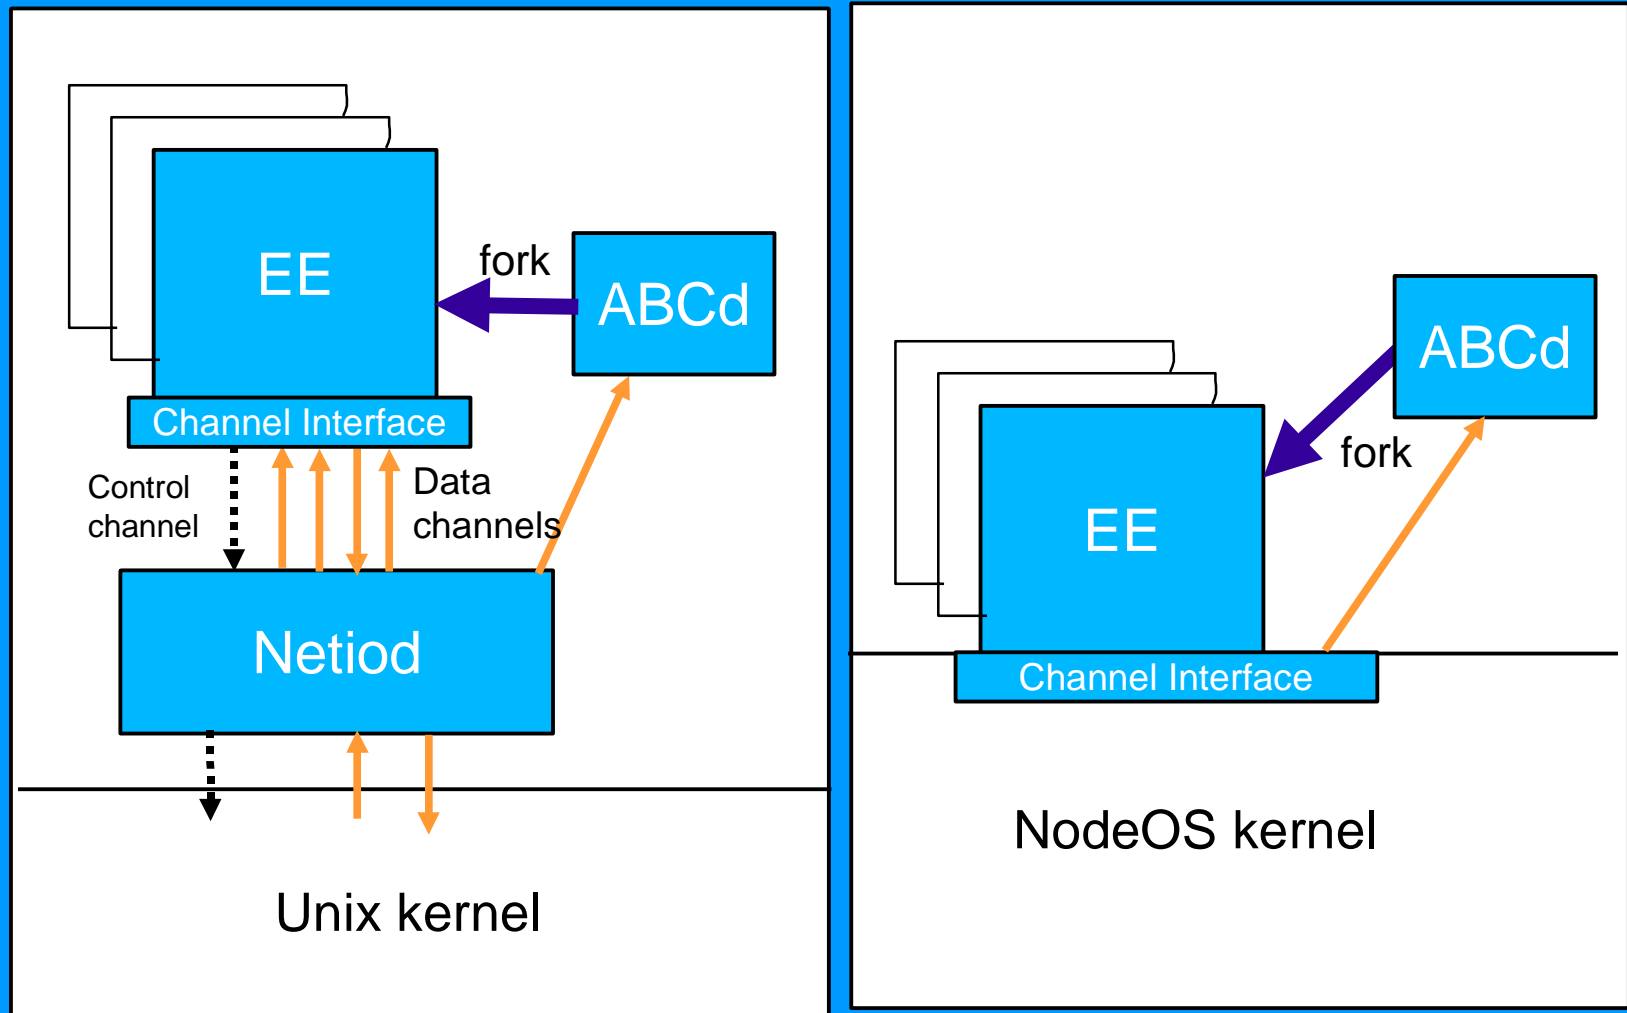 EE
fork
ABCd
Channel Interface
Control
channel
Data
channels
Netiod
Unix kernel
ABCd
fork
EE
Channel Interface
NodeOS kernel